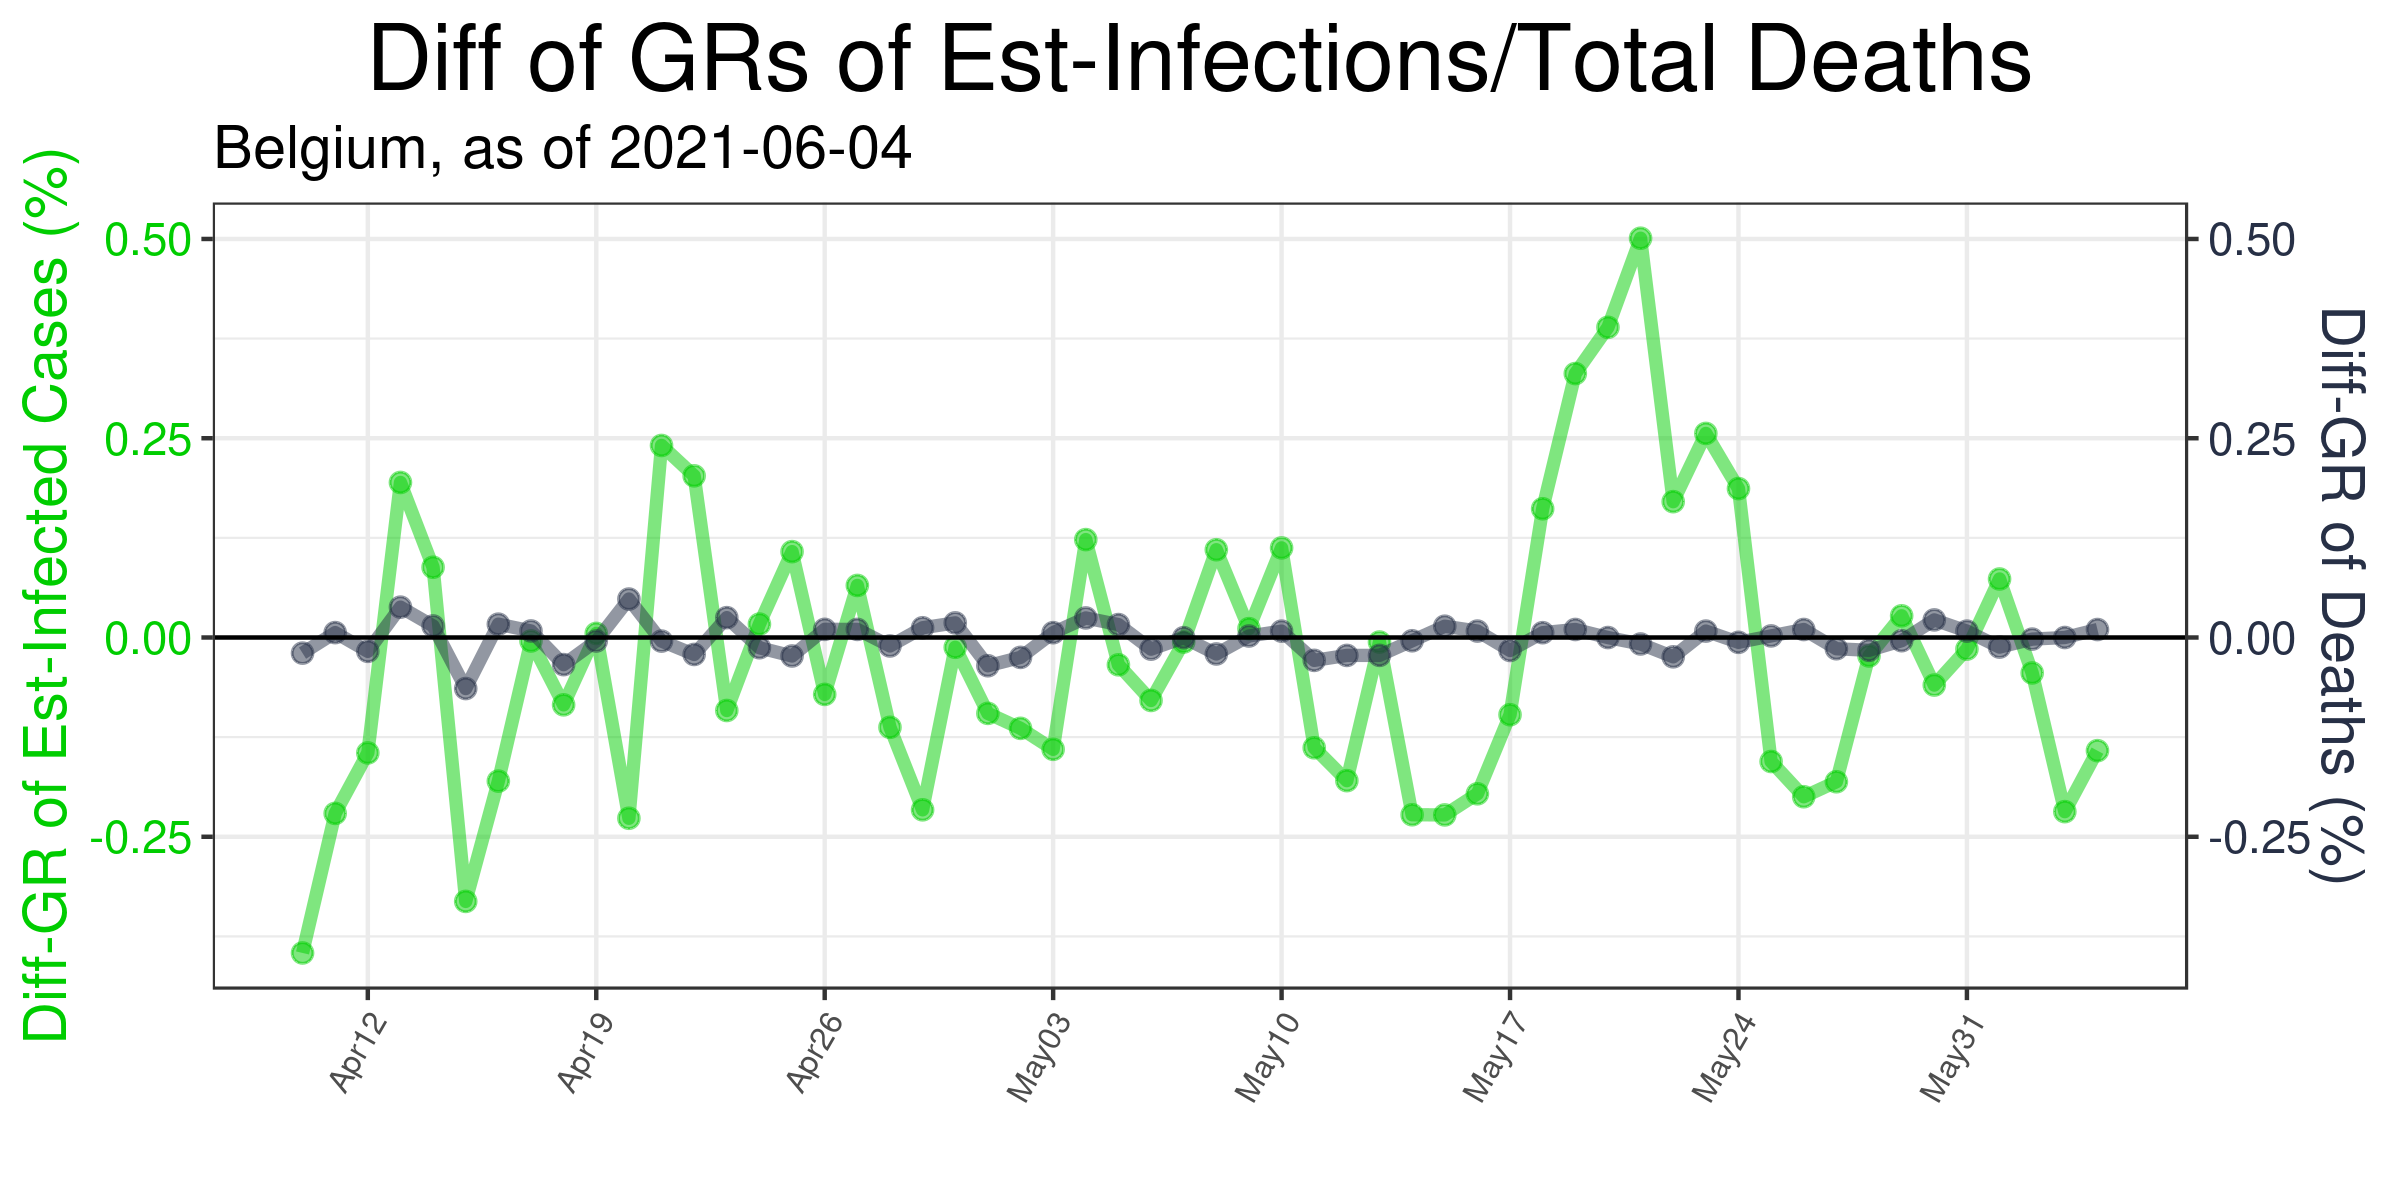 Diff of GRs of Est-Infections/Total Deaths
Belgium, as of 2021-06-04
Diff-GR of Est-Infected Cases (%)
0.50
0.25
0.00
-0.25
0.50
0.25
0.00
-0.25
Diff-GR of Deaths (%)
Apr12
Apr19
Apr26
May03
May10
May17
May24
May31